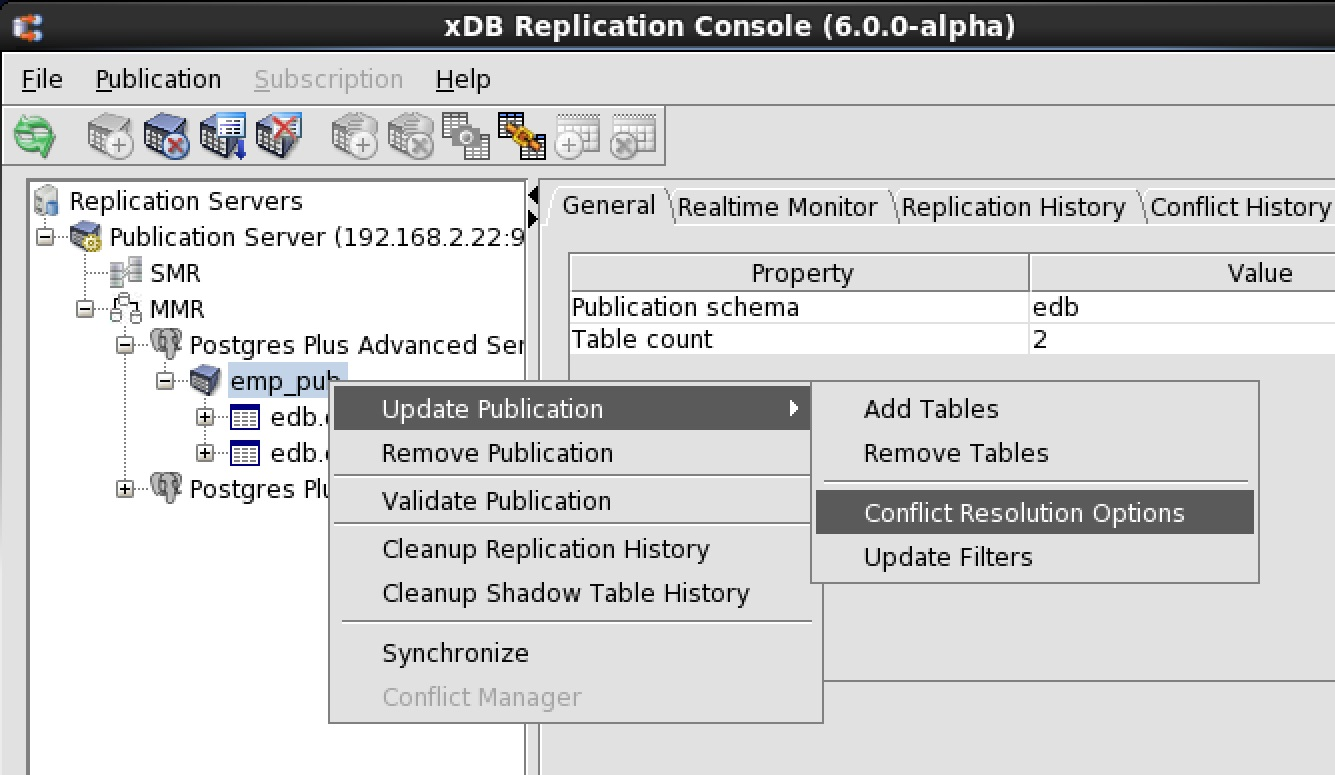 xDB Replication Console (6.0.0-alpha)
File Publication Subscription Help
Replication Servers
Publication Server (192.168.2.22:9
SMR
MMR
Postgres Plus Advanced Ser
emp_pub
edb.
edb.
Postgres Plu
General Realtime Monitor Replication History Conflict History
Property Value
Publication schema edb
Table count 2
Update Publication
Remove Publication
Validate Publication
Cleanup Replication History
Cleanup Shadow Table History
Synchronize
Conflict Manager
Add Tables
Remove Tables
Conflict Resolution Options
Update Filters